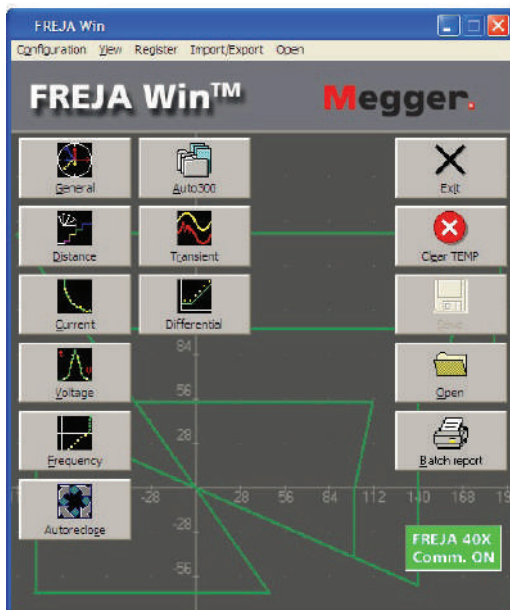 FREJA Win
Configuration View Register Import/Export Open
FREJA Win™ Megger.
General Auto300 Exit
Distance Transient Clear TEMP
Current Differential Save
84
Voltage Open
56
28
Frequency Batch report
-28 28 56 84 112 140 168
Autoreclose
-28
FREJA 40X
Comm. ON
-56